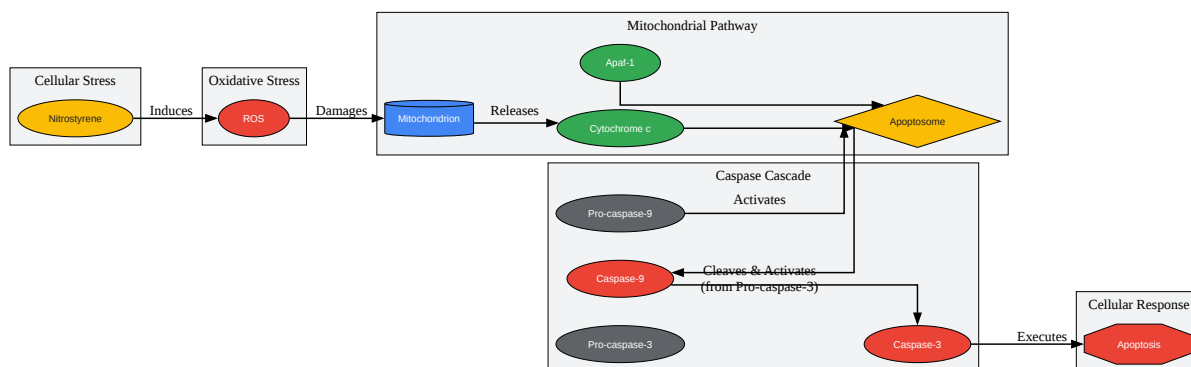 Mitochondrial Pathway
Apaf-1
Cellular Stress
Oxidative Stress
Nitrostyrene
Induces
ROS
Damages
Mitochondrion
Releases
Cytochrome c
Apoptosome
Caspase Cascade
Activates
Pro-caspase-9
Caspase-9
Cleaves & Activates
(from Pro-caspase-3)
Pro-caspase-3
Caspase-3
Executes
Cellular Response
Apoptosis